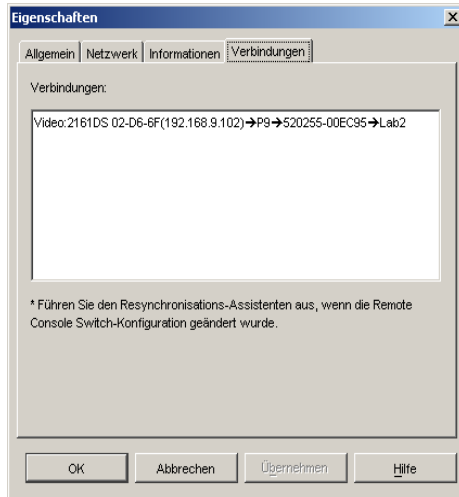 Eigenschaften
Allgemein Netzwerk Informationen Verbindungen
Verbindungen:
Video:2161DS 02-D6-6F(192.168.9.102)➔P9➔520255-00EC95➔Lab2
* Führen Sie den Resynchronisations-Assistenten aus, wenn die Remote
Console Switch-Konfiguration geändert wurde.
OK Abbrechen Übernehmen Hilfe